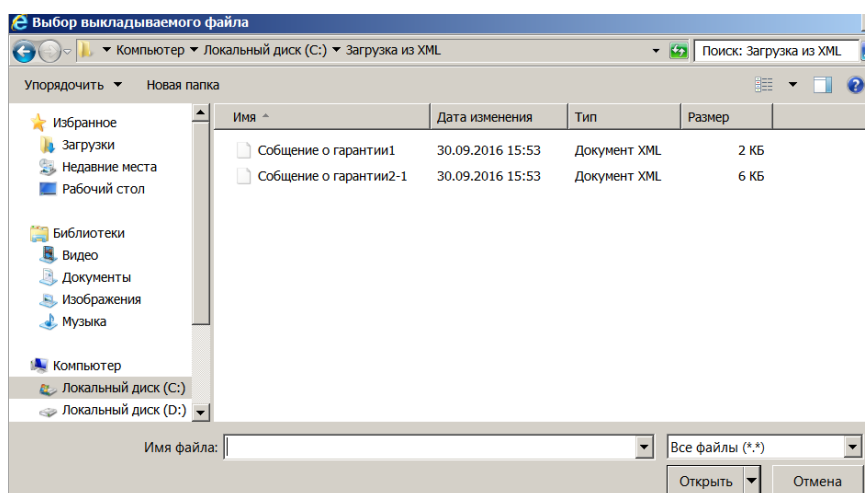 Выбор выкладываемого файла
Компьютер Локальный диск (C:) Загрузка из XML Поиск: Загрузка из XML
Упорядочить Новая папка
Имя Дата изменения Тип Размер
Избранное
Загрузки
Недавние места
Рабочий стол
Библиотеки
Видео
Документы
Изображения
Музыка
Компьютер
Локальный диск (C:)
Локальный диск (D:)
Собщение о гарантии1 30.09.2016 15:53 Документ XML 2 КБ
Собщение о гарантии2-1 30.09.2016 15:53 Документ XML 6 КБ
Имя файла: Все файлы (*.*)
Открыть Отмена